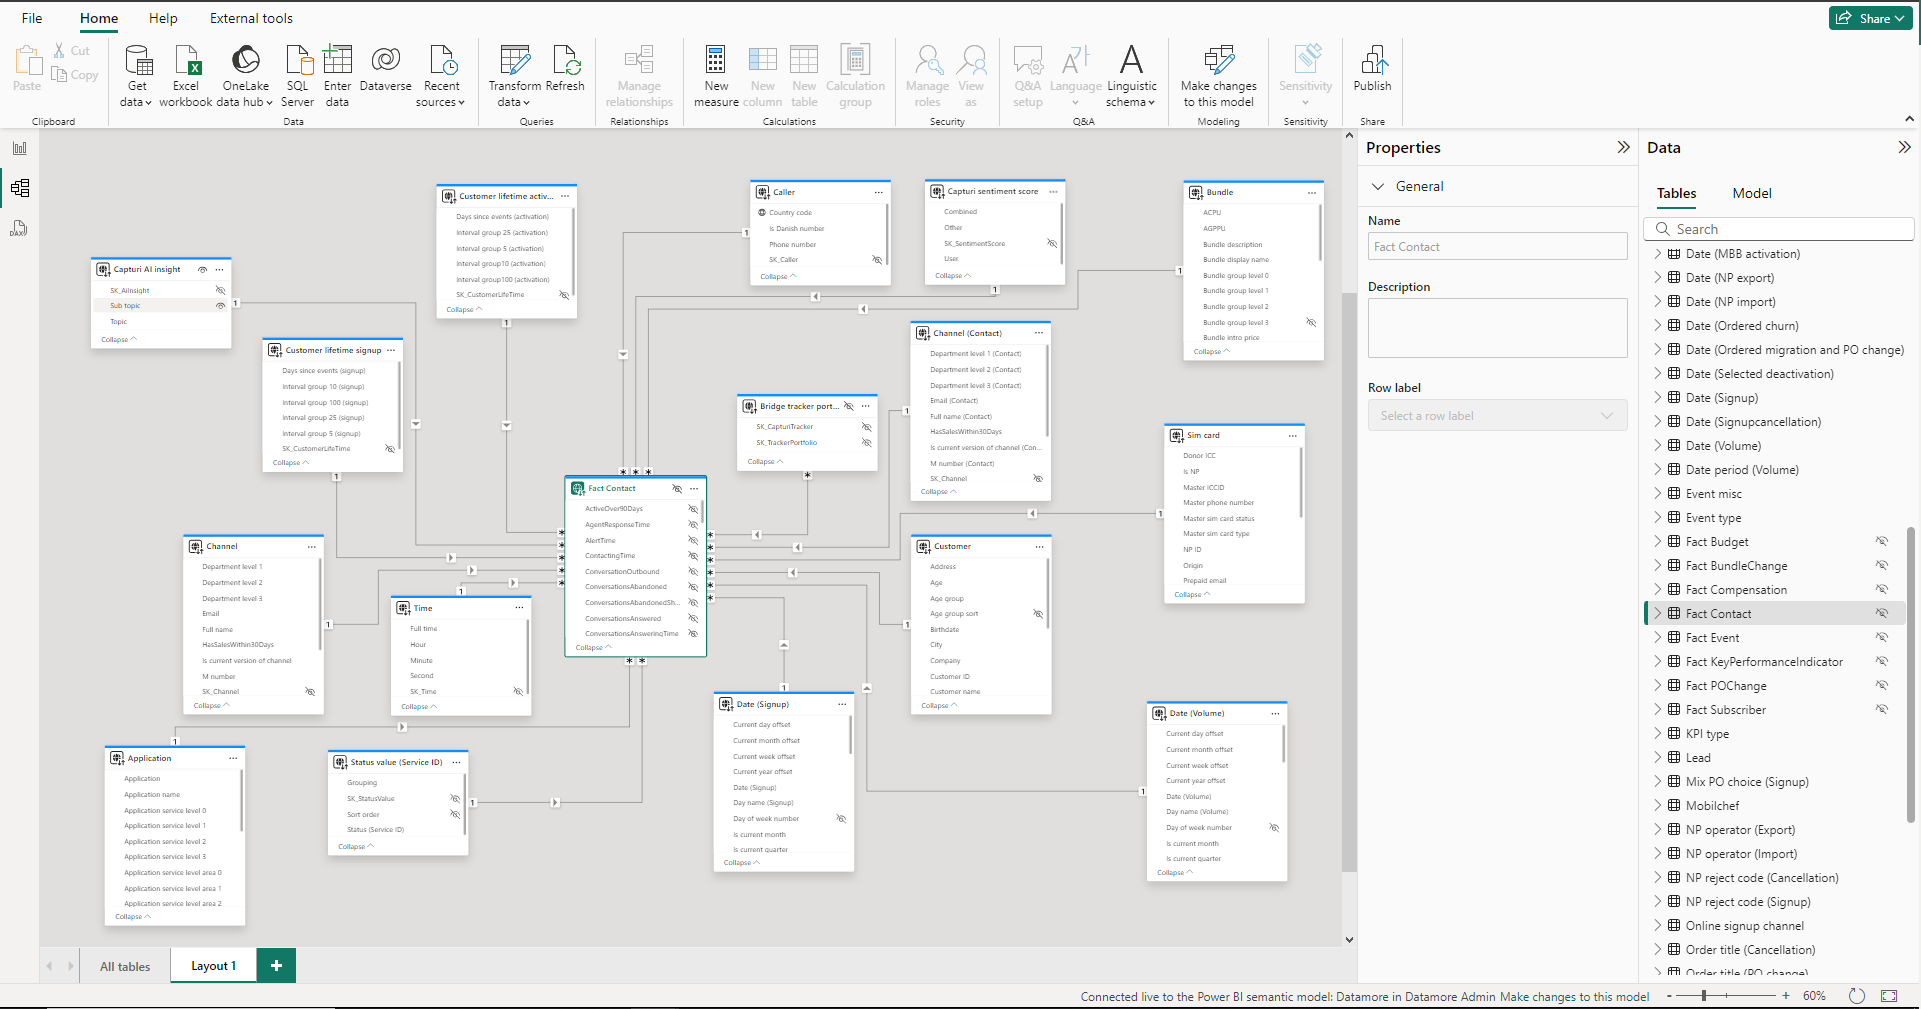 File Home Help External tools
Share
Paste
Cut
Copy
Get data
Excel workbook
OneLake data hub
SQL Server
Enter data
Dataverse
Recent sources
Transform data
Refresh
Manage relationships
New measure
New column
New table
Calculation group
Manage roles
View as
Q&A setup
Language
Linguistic schema
Make changes to this model
Sensitivity
Publish
Clipboard
Data
Queries
Relationships
Calculations
Security
Q&A
Modeling
Sensitivity
Share
Capturi AI insight
SK_AIInsight
Sub topic
Topic
Collapse
Customer lifetime activ...
Days since events (activation)
Interval group 25 (activation)
Interval group 5 (activation)
Interval group10 (activation)
Interval group100 (activation)
SK_CustomerLifeTime
Collapse
Customer lifetime signup
Days since events (signup)
Interval group 10 (signup)
Interval group 100 (signup)
Interval group 25 (signup)
Interval group 5 (signup)
SK_CustomerLifeTime
Collapse
Caller
Country code
Is Danish number
Phone number
SK_Caller
Collapse
Capturi sentiment score
Combined
Other
SK_SentimentScore
User
Collapse
Bundle
ACPU
AGPPU
Bundle description
Bundle display name
Bundle group level 0
Bundle group level 1
Bundle group level 2
Bundle group level 3
Bundle intro price
Collapse
Channel (Contact)
Department level 1 (Contact)
Department level 2 (Contact)
Department level 3 (Contact)
Email (Contact)
Full name (Contact)
HasSalesWithin30Days
Is current version of channel (Con...
M number (Contact)
SK_Channel
Collapse
Bridge tracker port...
SK_CapturiTracker
SK_TrackerPortfolio
Collapse
Sim card
Donor ICC
Is NP
Master ICCID
Master phone number
Master sim card status
Master sim card type
NP ID
Origin
Prepaid email
Collapse
Fact Contact
ActiveOver90Days
AgentResponseTime
AlertTime
ContactingTime
ConversationOutbound
ConversationsAbandoned
ConversationsAbandonedSh...
ConversationsAnswered
ConversationsAnsweringTime
Collapse
Channel
Department level 1
Department level 2
Department level 3
Email
Full name
HasSalesWithin30Days
Is current version of channel
M number
SK_Channel
Collapse
Time
Full time
Hour
Minute
Second
SK_Time
Collapse
Customer
Address
Age
Age group
Age group sort
Birthdate
City
Company
Customer ID
Customer name
Collapse
Application
Application
Application name
Application service level 0
Application service level 1
Application service level 2
Application service level 3
Application service level area 0
Application service level area 1
Application service level area 2
Collapse
Status value (Service ID)
Grouping
SK_StatusValue
Sort order
Status (Service ID)
Collapse
Date (Signup)
Current day offset
Current month offset
Current week offset
Current year offset
Date (Signup)
Day name (Signup)
Day of week number
Is current month
Is current quarter
Collapse
Date (Volume)
Current day offset
Current month offset
Current week offset
Current year offset
Date (Volume)
Day name (Volume)
Day of week number
Is current month
Is current quarter
Collapse
Properties
General
Name
Fact Contact
Description
Row label
Select a row label
Data
Tables Model
Search
Date (MBB activation)
Date (NP export)
Date (NP import)
Date (Ordered churn)
Date (Ordered migration and PO change)
Date (Selected deactivation)
Date (Signup)
Date (Signupcancellation)
Date (Volume)
Date period (Volume)
Event misc
Event type
Fact Budget
Fact BundleChange
Fact Compensation
Fact Contact
Fact Event
Fact KeyPerformanceIndicator
Fact POChange
Fact Subscriber
KPI type
Lead
Mix PO choice (Signup)
Mobilchef
NP operator (Export)
NP operator (Import)
NP reject code (Cancellation)
NP reject code (Signup)
Online signup channel
Order title (Cancellation)
Order title (PO change)
All tables Layout 1 +
Connected live to the Power BI semantic model: Datamore in Datamore Admin Make changes to this model
- + 60%